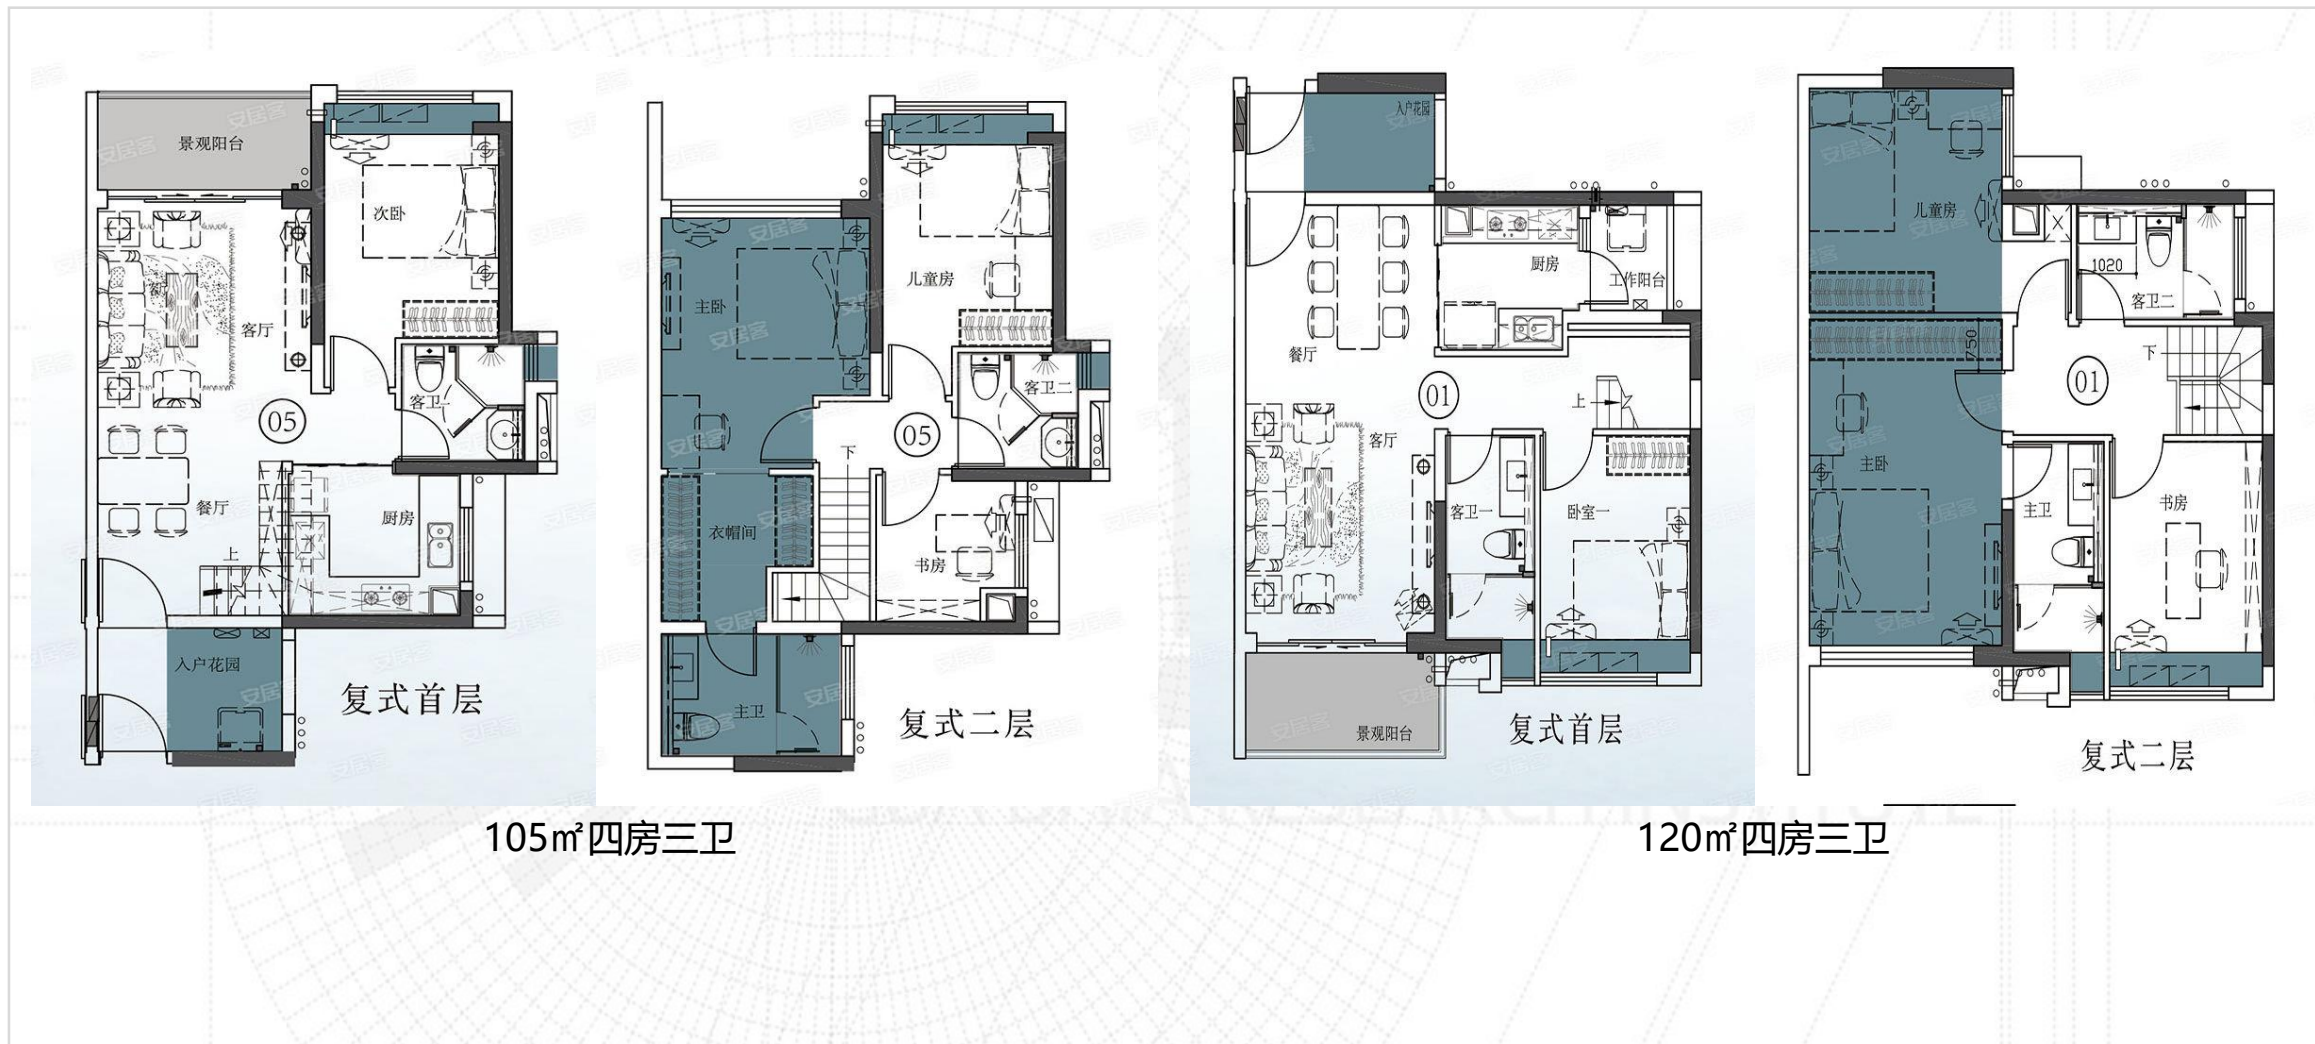 景观阳台
次卧
客厅
05
客卫一
餐厅
厨房
上
入户花园
复式首层
主卧
儿童房
客卫二
05
下
衣帽间
书房
主卫
复式二层
105㎡四房三卫
入户花园
厨房
工作阳台
餐厅
01
上
客厅
客卫一
卧室一
景观阳台
复式首层
儿童房
1020
客卫二
750
下
01
主卧
主卫
书房
复式二层
120㎡四房三卫
安居客